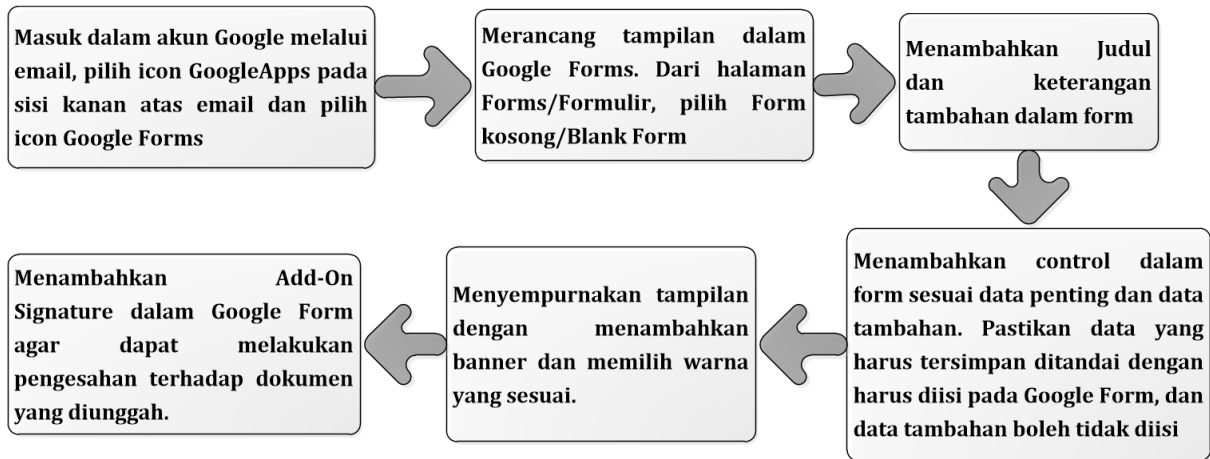 Masuk dalam akun Google melalui
email, pilih icon GoogleApps pada
sisi kanan atas email dan pilih
icon Google Forms
Merancang tampilan dalam
Google Forms. Dari halaman
Forms/Formulir, pilih Form
kosong/Blank Form
Menambahkan Judul
dan keterangan
tambahan dalam form
Menambahkan control dalam
form sesuai data penting dan data
tambahan. Pastikan data yang
harus tersimpan ditandai dengan
harus diisi pada Google Form, dan
data tambahan boleh tidak diisi
Menyempurnakan tampilan
dengan menambahkan
banner dan memilih warna
yang sesuai.
Menambahkan Add-On
Signature dalam Google Form
agar dapat melakukan
pengesahan terhadap dokumen
yang diunggah.